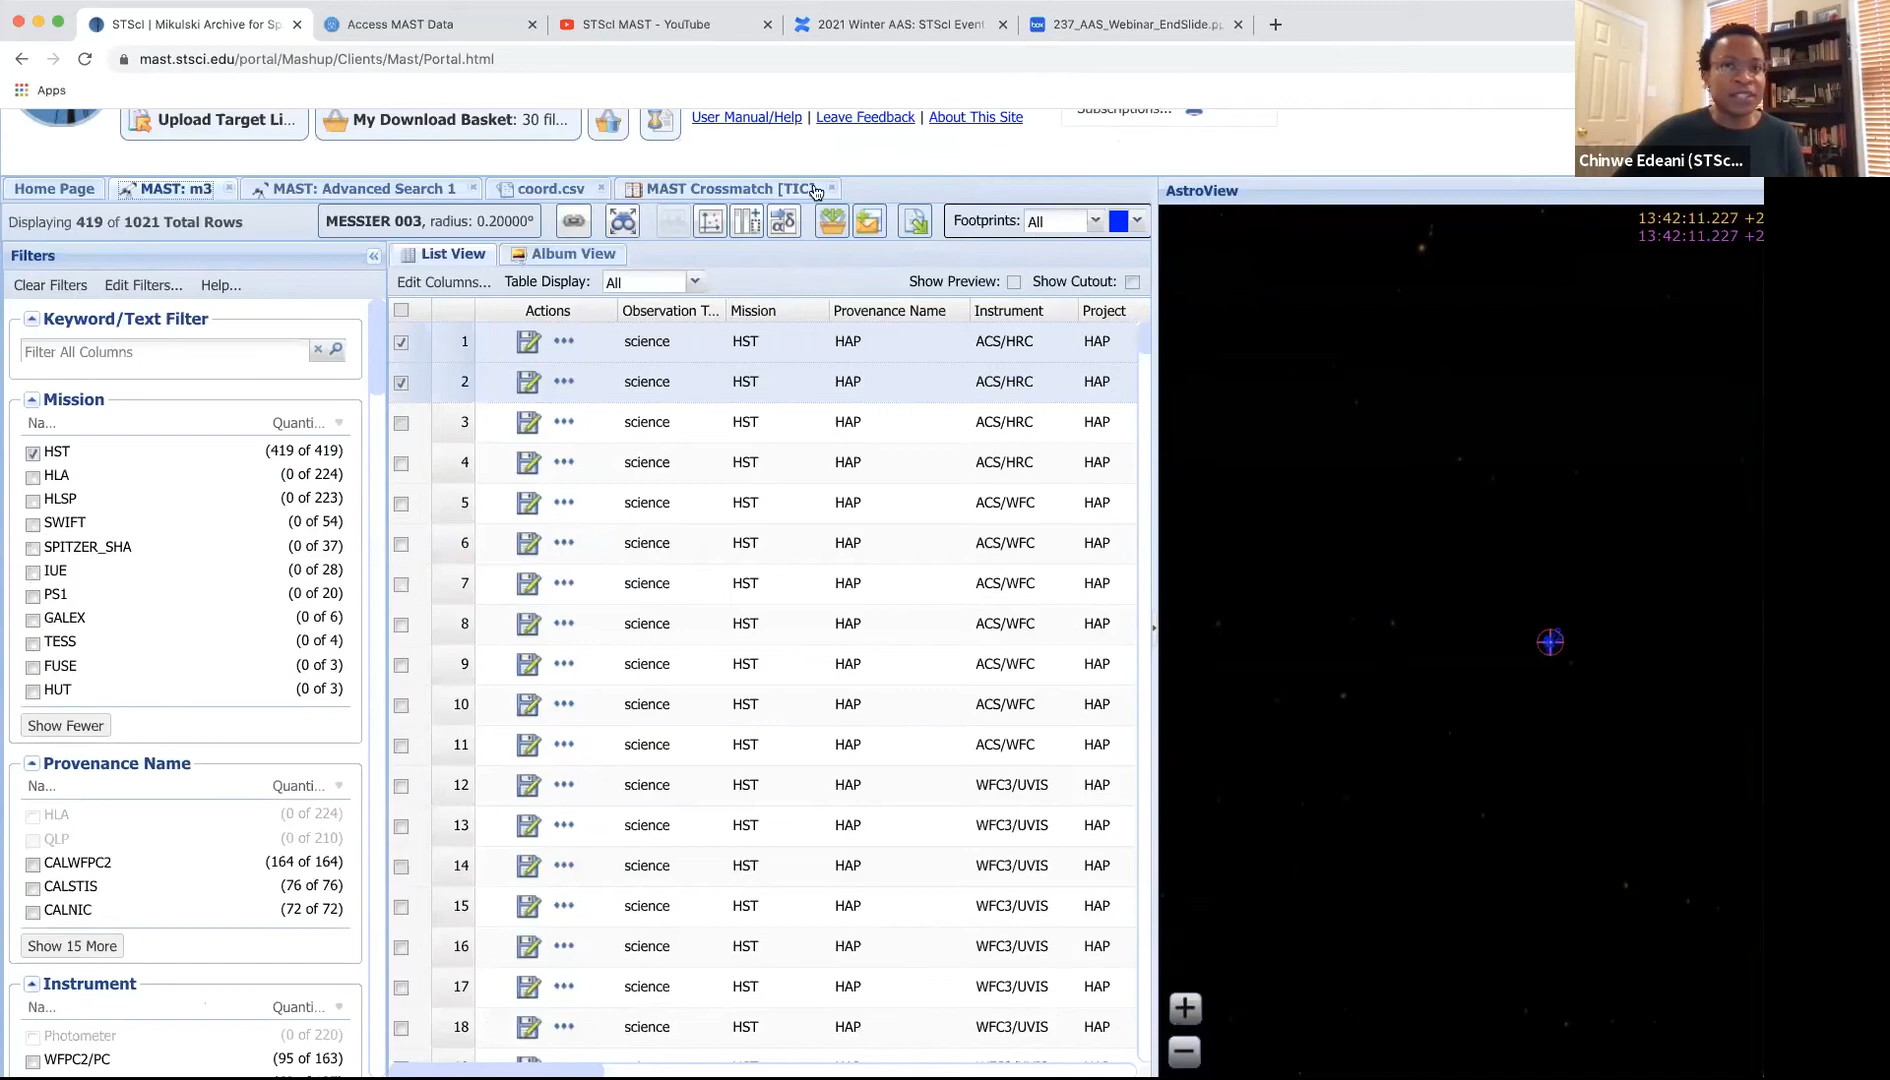 STScI | Mikulski Archive for Sp
Access MAST Data
STScI MAST - YouTube
2021 Winter AAS: STScI Event
237_AAS_Webinar_EndSlide.pp
mast.stsci.edu/portal/Mashup/Clients/Mast/Portal.html
Apps
Chinwe Edeani (STSc...
Upload Target Li...
My Download Basket: 30 fil...
User Manual/Help | Leave Feedback | About This Site
Subscriptions...
Home Page
MAST: m3
MAST: Advanced Search 1
coord.csv
MAST Crossmatch [TIC]
AstroView
Displaying 419 of 1021 Total Rows
MESSIER 003, radius: 0.20000°
Footprints: All
13:42:11.227 +2
13:42:11.227 +2
Filters
Clear Filters Edit Filters... Help...
Keyword/Text Filter
Filter All Columns
Mission
Na... Quanti...
HST (419 of 419)
HLA (0 of 224)
HLSP (0 of 223)
SWIFT (0 of 54)
SPITZER_SHA (0 of 37)
IUE (0 of 28)
PS1 (0 of 20)
GALEX (0 of 6)
TESS (0 of 4)
FUSE (0 of 3)
HUT (0 of 3)
Show Fewer
Provenance Name
Na... Quanti...
HLA (0 of 224)
QLP (0 of 210)
CALWFPC2 (164 of 164)
CALSTIS (76 of 76)
CALNIC (72 of 72)
Show 15 More
Instrument
Na... Quanti...
Photometer (0 of 220)
WFPC2/PC (95 of 163)
List View Album View
Edit Columns... Table Display: All Show Preview: Show Cutout:
Actions Observation T... Mission Provenance Name Instrument Project
1 science HST HAP ACS/HRC HAP
2 science HST HAP ACS/HRC HAP
3 science HST HAP ACS/HRC HAP
4 science HST HAP ACS/HRC HAP
5 science HST HAP ACS/WFC HAP
6 science HST HAP ACS/WFC HAP
7 science HST HAP ACS/WFC HAP
8 science HST HAP ACS/WFC HAP
9 science HST HAP ACS/WFC HAP
10 science HST HAP ACS/WFC HAP
11 science HST HAP ACS/WFC HAP
12 science HST HAP WFC3/UVIS HAP
13 science HST HAP WFC3/UVIS HAP
14 science HST HAP WFC3/UVIS HAP
15 science HST HAP WFC3/UVIS HAP
16 science HST HAP WFC3/UVIS HAP
17 science HST HAP WFC3/UVIS HAP
18 science HST HAP WFC3/UVIS HAP